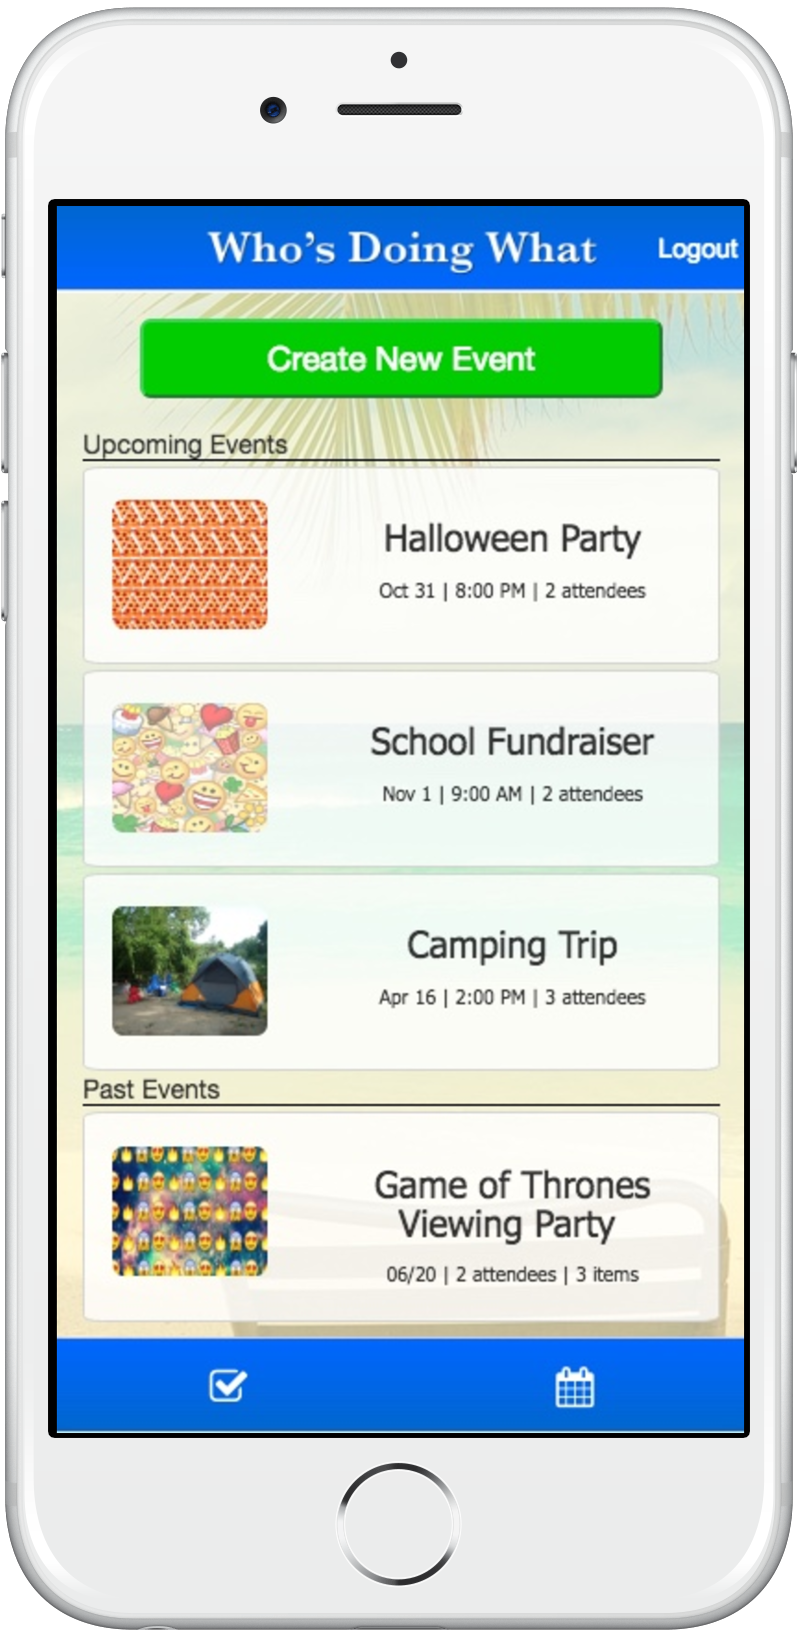 Who's Doing What
Logout
Create New Event
Upcoming Events
Halloween Party
Oct 31 | 8:00 PM | 2 attendees
School Fundraiser
Nov 1 | 9:00 AM | 2 attendees
Camping Trip
Apr 16 | 2:00 PM | 3 attendees
Past Events
Game of Thrones
Viewing Party
06/20 | 2 attendees | 3 items